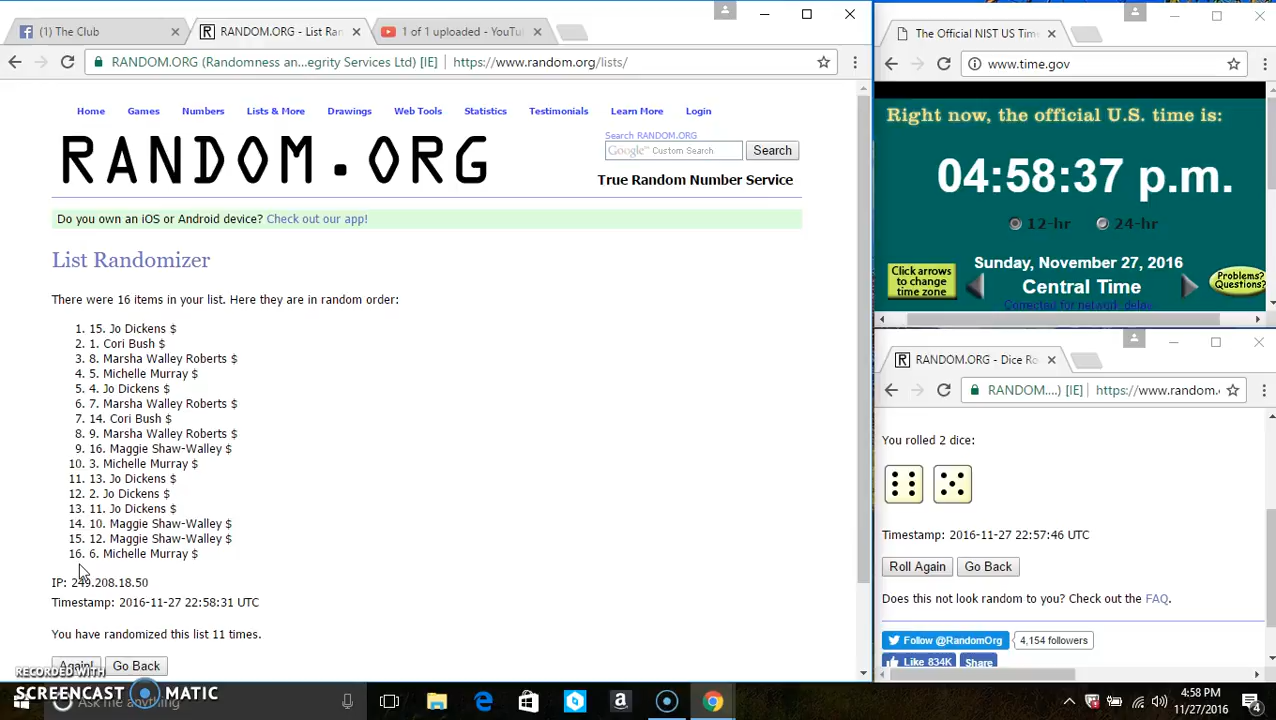 (1) The Club
RANDOM.ORG - List Ran
1 of 1 uploaded - YouTu
RANDOM.ORG (Randomness an...egrity Services Ltd) [IE]
https://www.random.org/lists/
Home Games Numbers Lists & More Drawings Web Tools Statistics Testimonials Learn More Login
RANDOM.ORG
Search RANDOM.ORG
Google™ Custom Search
Search
True Random Number Service
Do you own an iOS or Android device? Check out our app!
List Randomizer
There were 16 items in your list. Here they are in random order:
1. 15. Jo Dickens $
2. 1. Cori Bush $
3. 8. Marsha Walley Roberts $
4. 5. Michelle Murray $
5. 4. Jo Dickens $
6. 7. Marsha Walley Roberts $
7. 14. Cori Bush $
8. 9. Marsha Walley Roberts $
9. 16. Maggie Shaw-Walley $
10. 3. Michelle Murray $
11. 13. Jo Dickens $
12. 2. Jo Dickens $
13. 11. Jo Dickens $
14. 10. Maggie Shaw-Walley $
15. 12. Maggie Shaw-Walley $
16. 6. Michelle Murray $
IP: 249.208.18.50
Timestamp: 2016-11-27 22:58:31 UTC
You have randomized this list 11 times.
Again! Go Back
RECORDED WITH
SCREENCAST MATIC
Ask me anything
The Official NIST US Tim
www.time.gov
Right now, the official U.S. time is:
04:58:37 p.m.
12-hr 24-hr
Click arrows
to change
time zone
Sunday, November 27, 2016
Central Time
Corrected for network delay
Problems?
Questions?
RANDOM.ORG - Dice Ro
RANDOM....) [IE]
https://www.random.o
You rolled 2 dice:
Timestamp: 2016-11-27 22:57:46 UTC
Roll Again Go Back
Does this not look random to you? Check out the FAQ.
Follow @RandomOrg
4,154 followers
Like 834K
Share
4:58 PM
11/27/2016
4